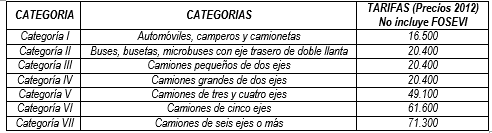 CATEGORIA CATEGORIAS TARIFAS (Precios 2012) No incluye FOSEVI
Categoría I Automóviles, camperos y camionetas 16.500
Categoría II Buses, busetas, microbuses con eje trasero de doble llanta 20.400
Categoría III Camiones pequeños de dos ejes 20.400
Categoría IV Camiones grandes de dos ejes 20.400
Categoría V Camiones de tres y cuatro ejes 49.100
Categoría VI Camiones de cinco ejes 61.600
Categoría VII Camiones de seis ejes o más 71.300